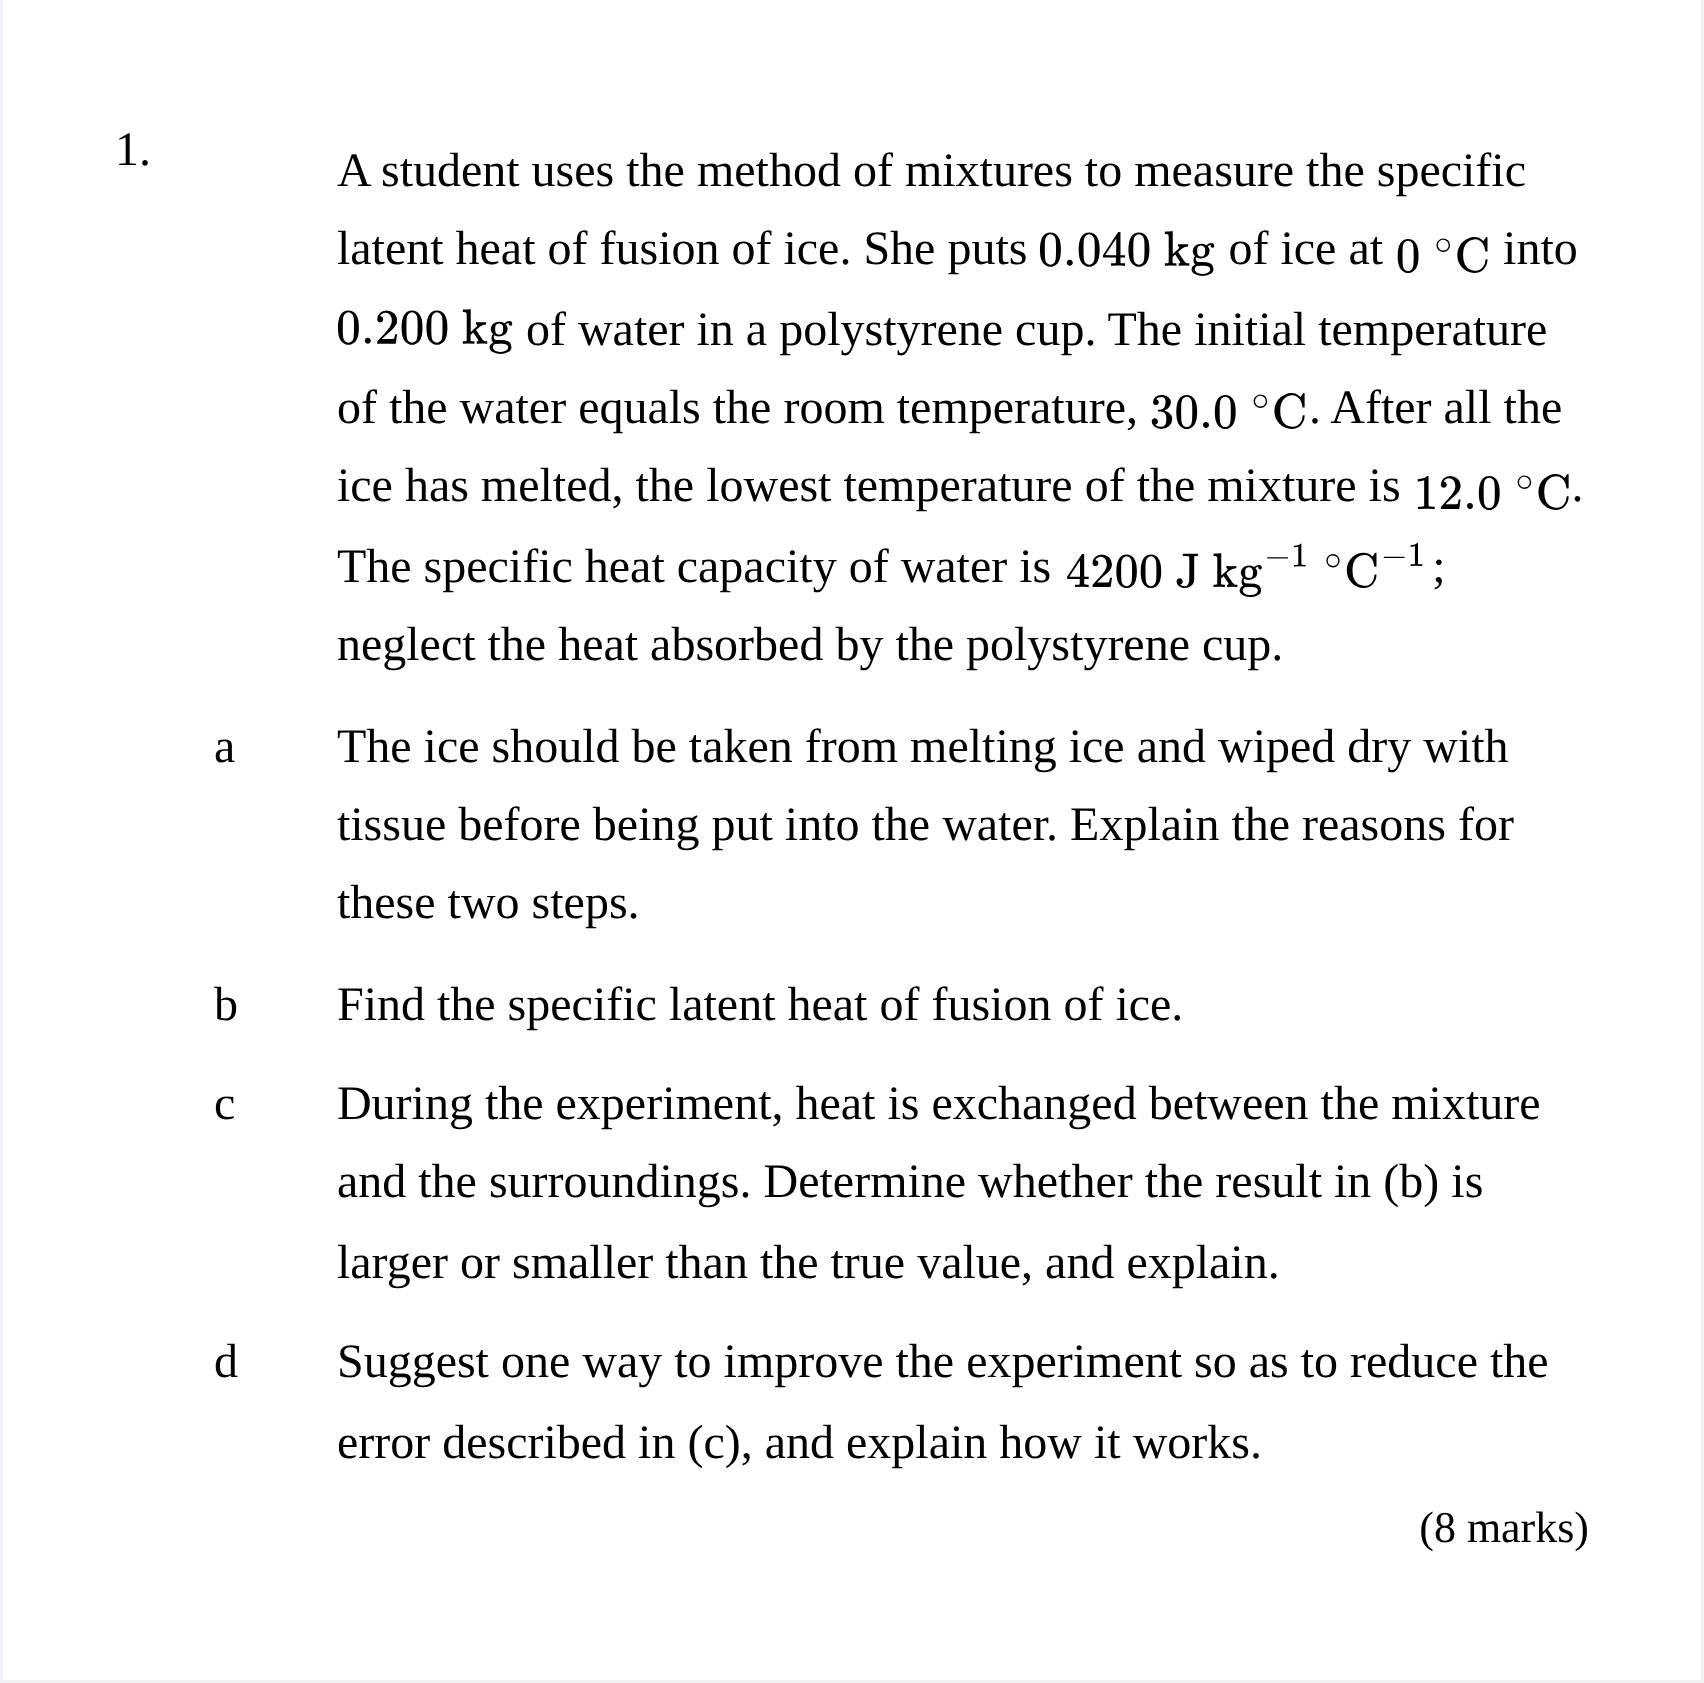 1.
A student uses the method of mixtures to measure the specific
latent heat of fusion of ice. She puts 0.040 kg of ice at 0 °C into
0.200 kg of water in a polystyrene cup. The initial temperature
of the water equals the room temperature, 30.0 °C. After all the
ice has melted, the lowest temperature of the mixture is 12.0 °C.
The specific heat capacity of water is 4200 J kg⁻¹ °C⁻¹;
neglect the heat absorbed by the polystyrene cup.
a The ice should be taken from melting ice and wiped dry with
tissue before being put into the water. Explain the reasons for
these two steps.
b Find the specific latent heat of fusion of ice.
c During the experiment, heat is exchanged between the mixture
and the surroundings. Determine whether the result in (b) is
larger or smaller than the true value, and explain.
d Suggest one way to improve the experiment so as to reduce the
error described in (c), and explain how it works.
(8 marks)